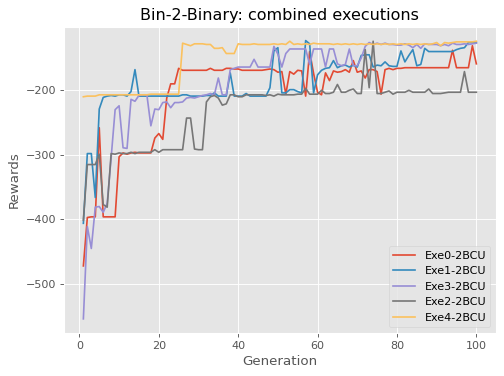 Bin-2-Binary: combined executions
Rewards
−200
−300
−400
−500
0
20
40
60
80
100
Generation
Exe0-2BCU
Exe1-2BCU
Exe3-2BCU
Exe2-2BCU
Exe4-2BCU